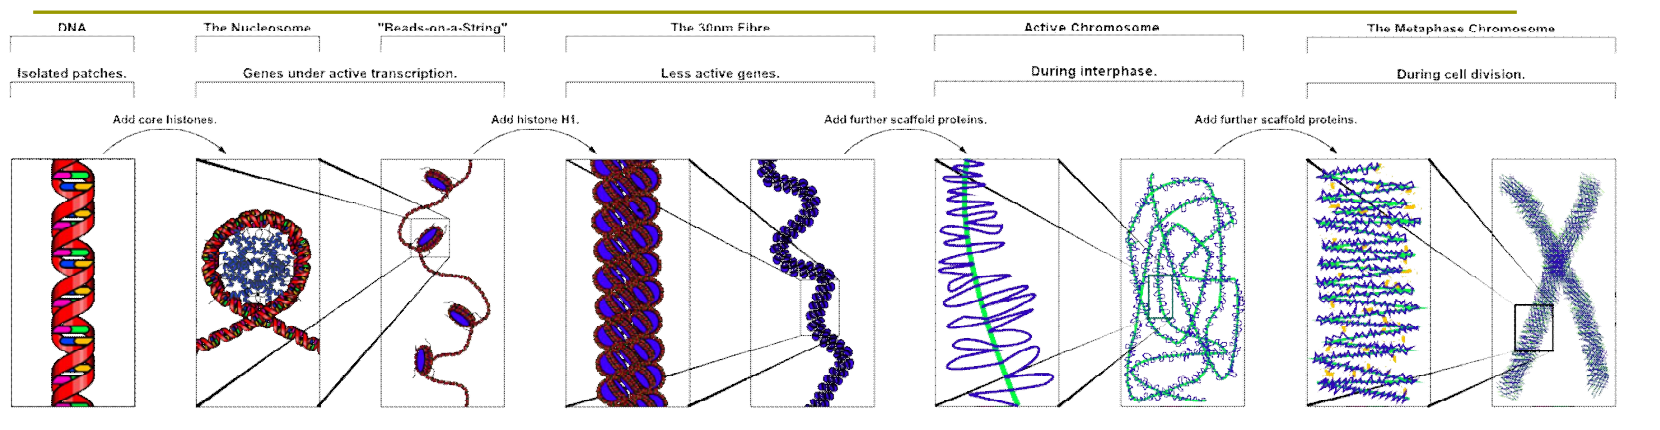 DNA
The Nucleosome
"Beads-on-a-String"
The 30nm Fibre
Active Chromosome
The Metaphase Chromosome
Isolated patches.
Genes under active transcription.
Less active genes.
During interphase.
During cell division.
Add core histones.
Add histone H1.
Add further scaffold proteins.
Add further scaffold proteins.